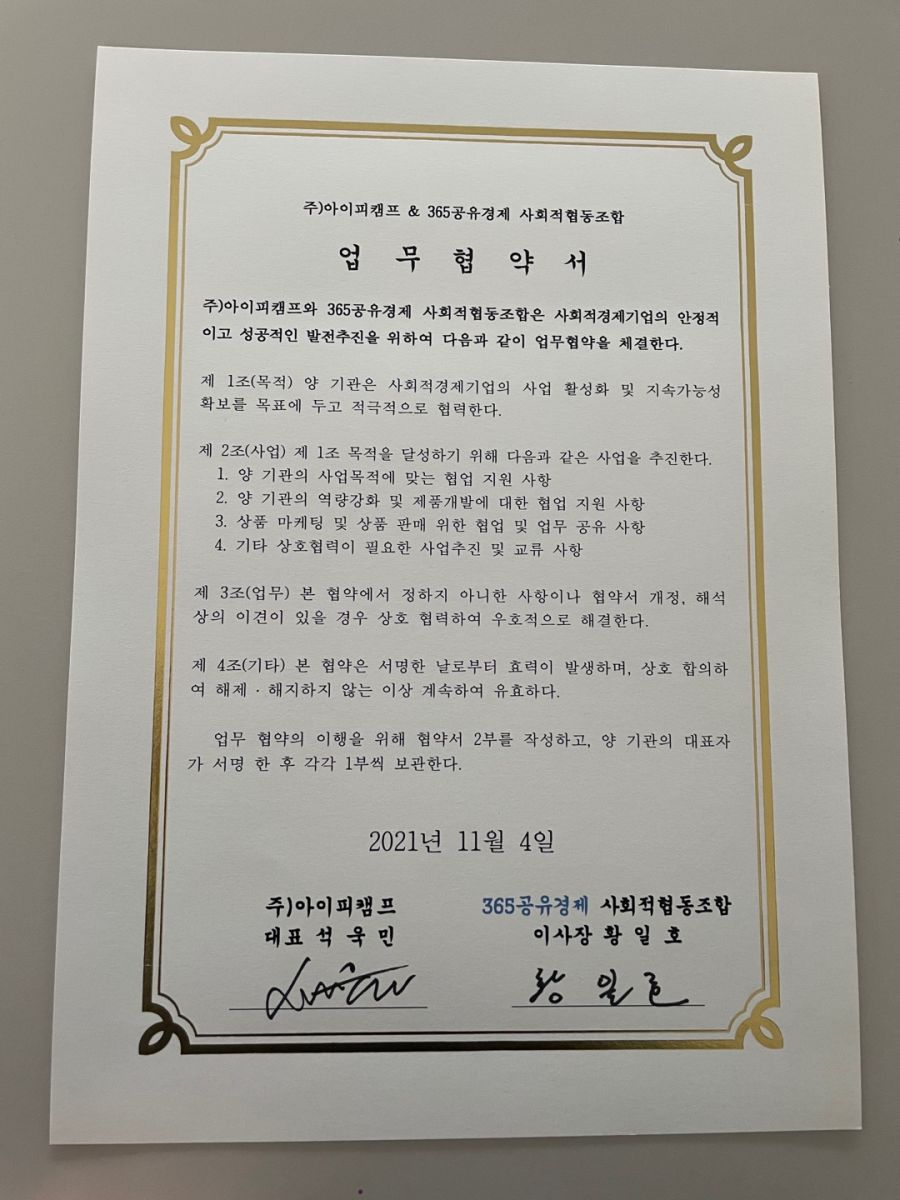 주)아이피캠프 & 365공유경제 사회적협동조합
업 무 협 약 서
주)아이피캠프와 365공유경제 사회적협동조합은 사회적경제기업의 안정적
이고 성공적인 발전추진을 위하여 다음과 같이 업무협약을 체결한다.
제 1조(목적) 양 기관은 사회적경제기업의 사업 활성화 및 지속가능성
확보를 목표에 두고 적극적으로 협력한다.
제 2조(사업) 제 1조 목적을 달성하기 위해 다음과 같은 사업을 추진한다.
1. 양 기관의 사업목적에 맞는 협업 지원 사항
2. 양 기관의 역량강화 및 제품개발에 대한 협업 지원 사항
3. 상품 마케팅 및 상품 판매 위한 협업 및 업무 공유 사항
4. 기타 상호협력이 필요한 사업추진 및 교류 사항
제 3조(업무) 본 협약에서 정하지 아니한 사항이나 협약서 개정, 해석
상의 이견이 있을 경우 상호 협력하여 우호적으로 해결한다.
제 4조(기타) 본 협약은 서명한 날로부터 효력이 발생하며, 상호 합의하
여 해제 · 해지하지 않는 이상 계속하여 유효하다.
업무 협약의 이행을 위해 협약서 2부를 작성하고, 양 기관의 대표자
가 서명 한 후 각각 1부씩 보관한다.
2021년 11월 4일
주)아이피캠프
대표 석 욱 민
365공유경제 사회적협동조합
이사장 황 일 호
황 일 호